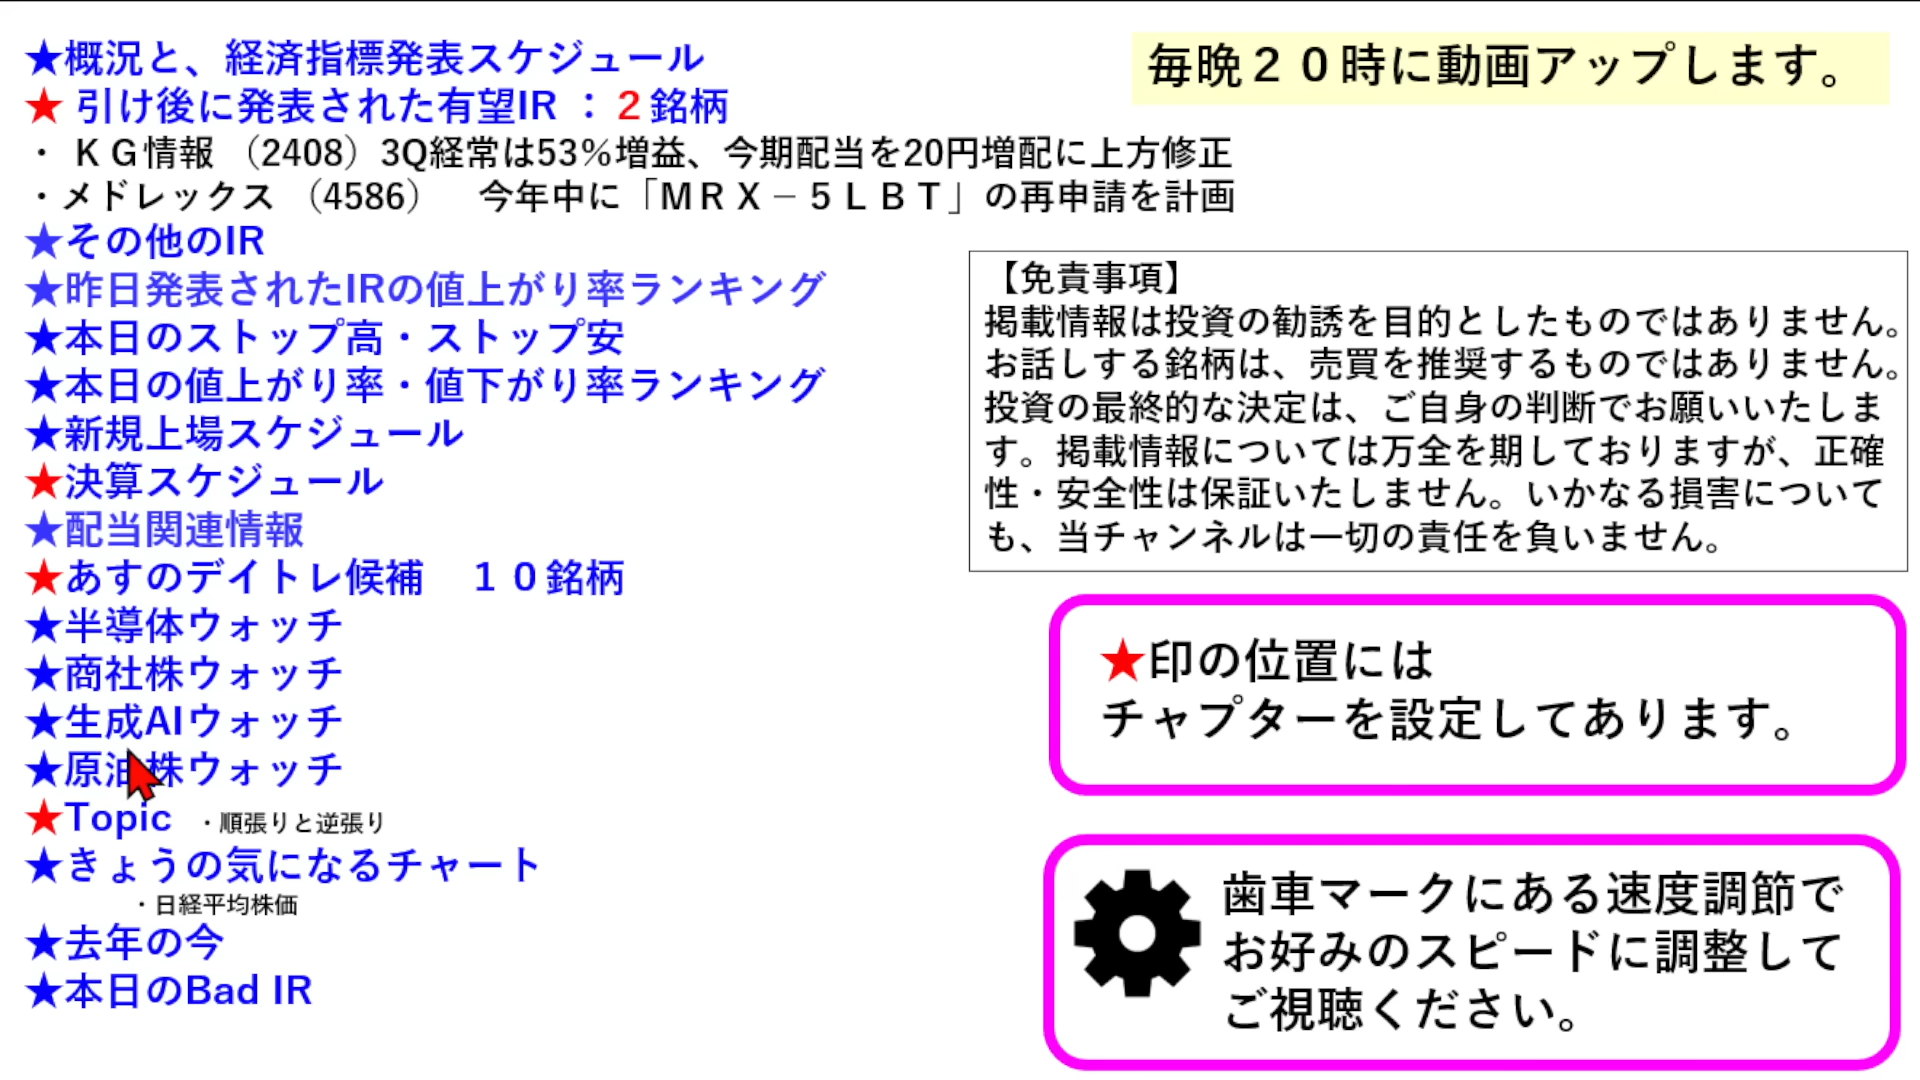 ★概況と、経済指標発表スケジュール
★ 引け後に発表された有望IR ：２銘柄
・ ＫＧ情報 （2408）3Q経常は53％増益、今期配当を20円増配に上方修正
・メドレックス （4586）　今年中に「ＭＲＸ－５ＬＢＴ」の再申請を計画
★その他のIR
★昨日発表されたIRの値上がり率ランキング
★本日のストップ高・ストップ安
★本日の値上がり率・値下がり率ランキング
★新規上場スケジュール
★決算スケジュール
★配当関連情報
★あすのデイトレ候補　１０銘柄
★半導体ウォッチ
★商社株ウォッチ
★生成AIウォッチ
★原油株ウォッチ
★Topic ・順張りと逆張り
★きょうの気になるチャート
・日経平均株価
★去年の今
★本日のBad IR
毎晩２０時に動画アップします。
【免責事項】
掲載情報は投資の勧誘を目的としたものではありません。
お話しする銘柄は、売買を推奨するものではありません。
投資の最終的な決定は、ご自身の判断でお願いいたしま
す。掲載情報については万全を期しておりますが、正確
性・安全性は保証いたしません。いかなる損害について
も、当チャンネルは一切の責任を負いません。
★印の位置には
チャプターを設定してあります。
歯車マークにある速度調節で
お好みのスピードに調整して
ご視聴ください。